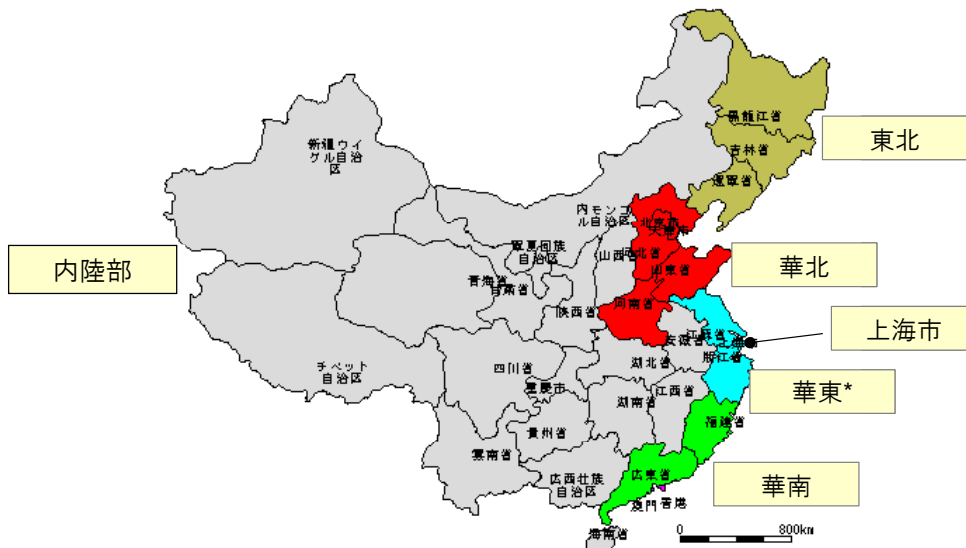 黒龍江省
東北
吉林省
遼寧省
新疆ウイ
グル自治
区
内モンゴ
ル自治区
北京市
天津市
寧夏回族
自治区
山西省
河北省
華北
内陸部
青海省
甘粛省
山東省
陝西省
河南省
江蘇省
安徽省
上海市
上海市
浙江省
湖北省
四川省
チベット
自治区
重慶市
江西省
湖南省
華東*
福建省
貴州省
雲南省
広東省
広西壮族
自治区
華南
澳門
香港
海南省
0
800km